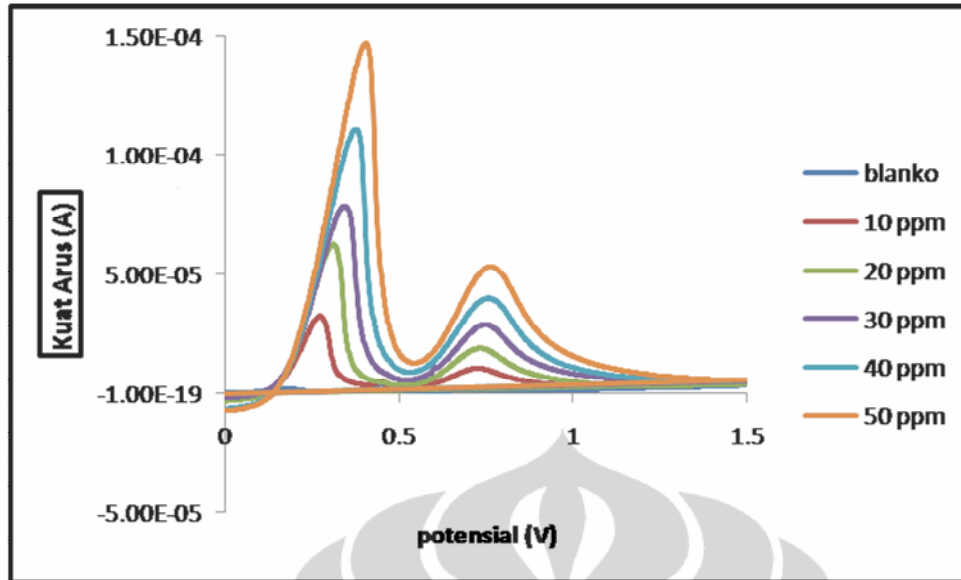 1.50E-04
1.00E-04
5.00E-05
-1.00E-19
-5.00E-05
Kuat Arus (A)
0 0.5 1 1.5
potensial (V)
blanko
10 ppm
20 ppm
30 ppm
40 ppm
50 ppm